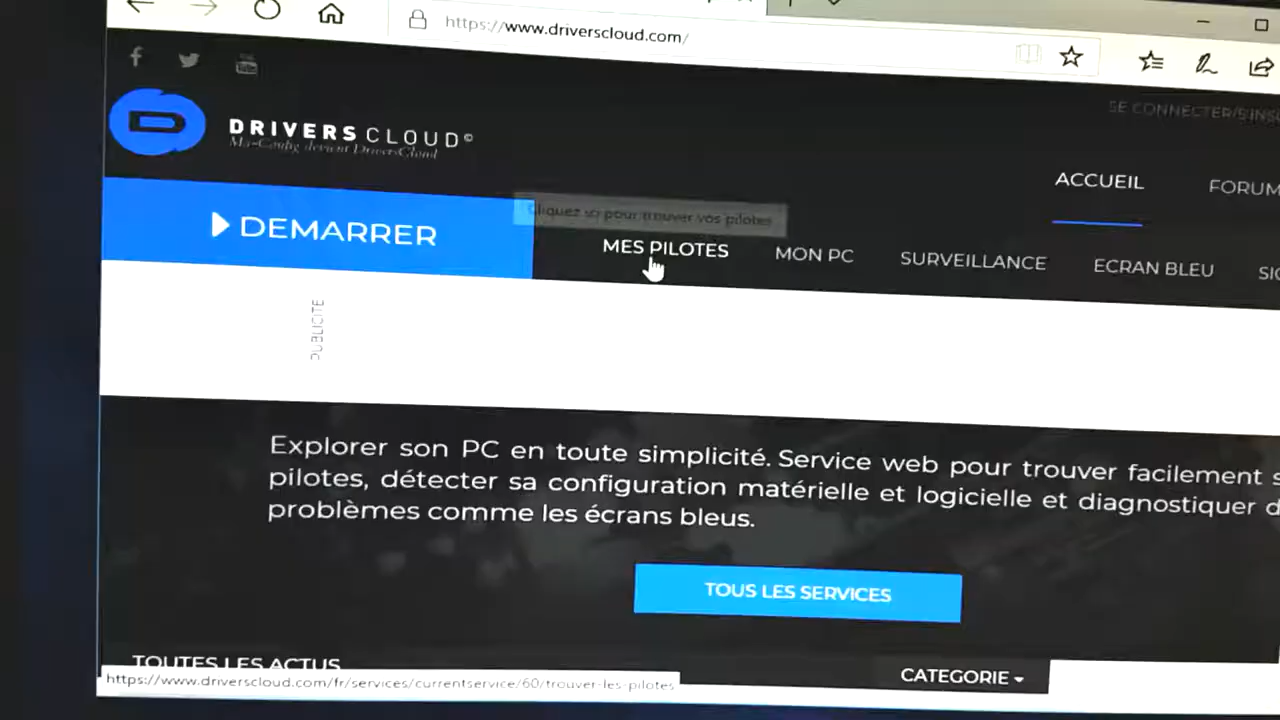 https://www.driverscloud.com/
DRIVERSCLOUD©
Ma-Config devient DriversCloud
SE CONNECTER/S'INS
ACCUEIL
FORUM
DEMARRER
Cliquez ici pour trouver vos pilotes
MES PILOTES
MON PC
SURVEILLANCE
ECRAN BLEU
PUBLICITE
Explorer son PC en toute simplicité. Service web pour trouver facilement s
pilotes, détecter sa configuration matérielle et logicielle et diagnostiquer d
problèmes comme les écrans bleus.
TOUS LES SERVICES
TOUTES LES ACTUS
CATEGORIE
https://www.driverscloud.com/fr/services/currentservice/60/trouver-les-pilotes